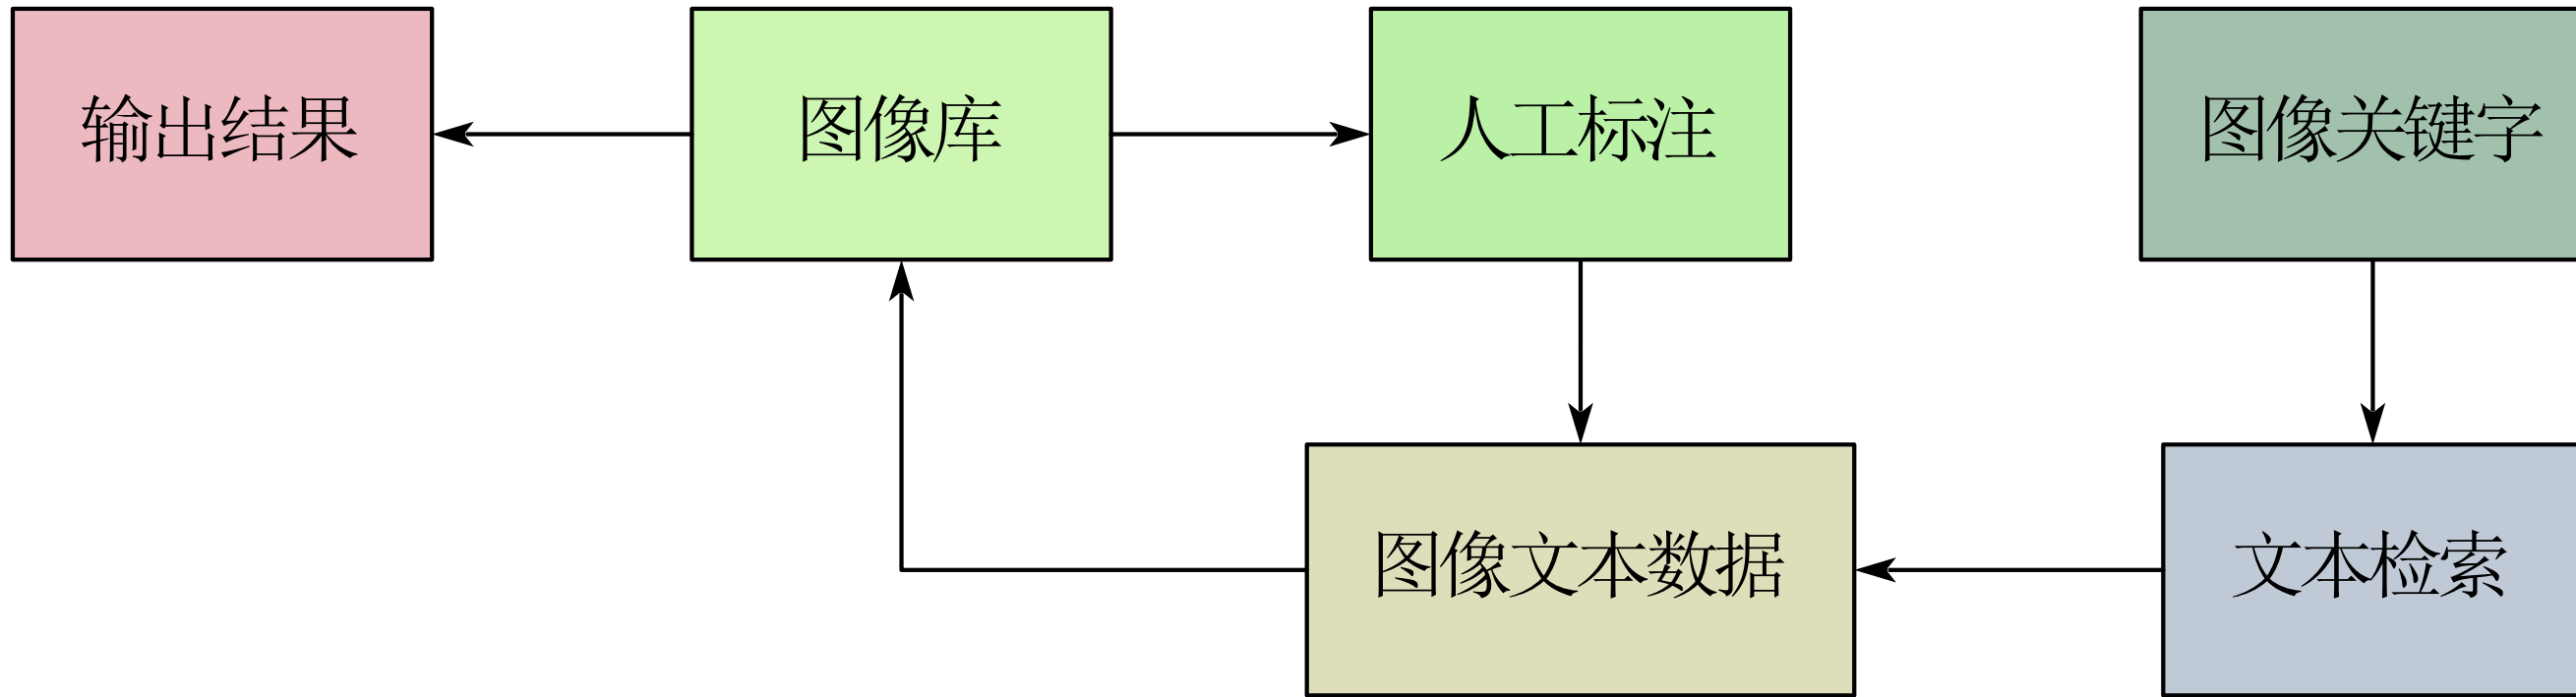 输出结果
图像库
人工标注
图像关键字
图像文本数据
文本检索